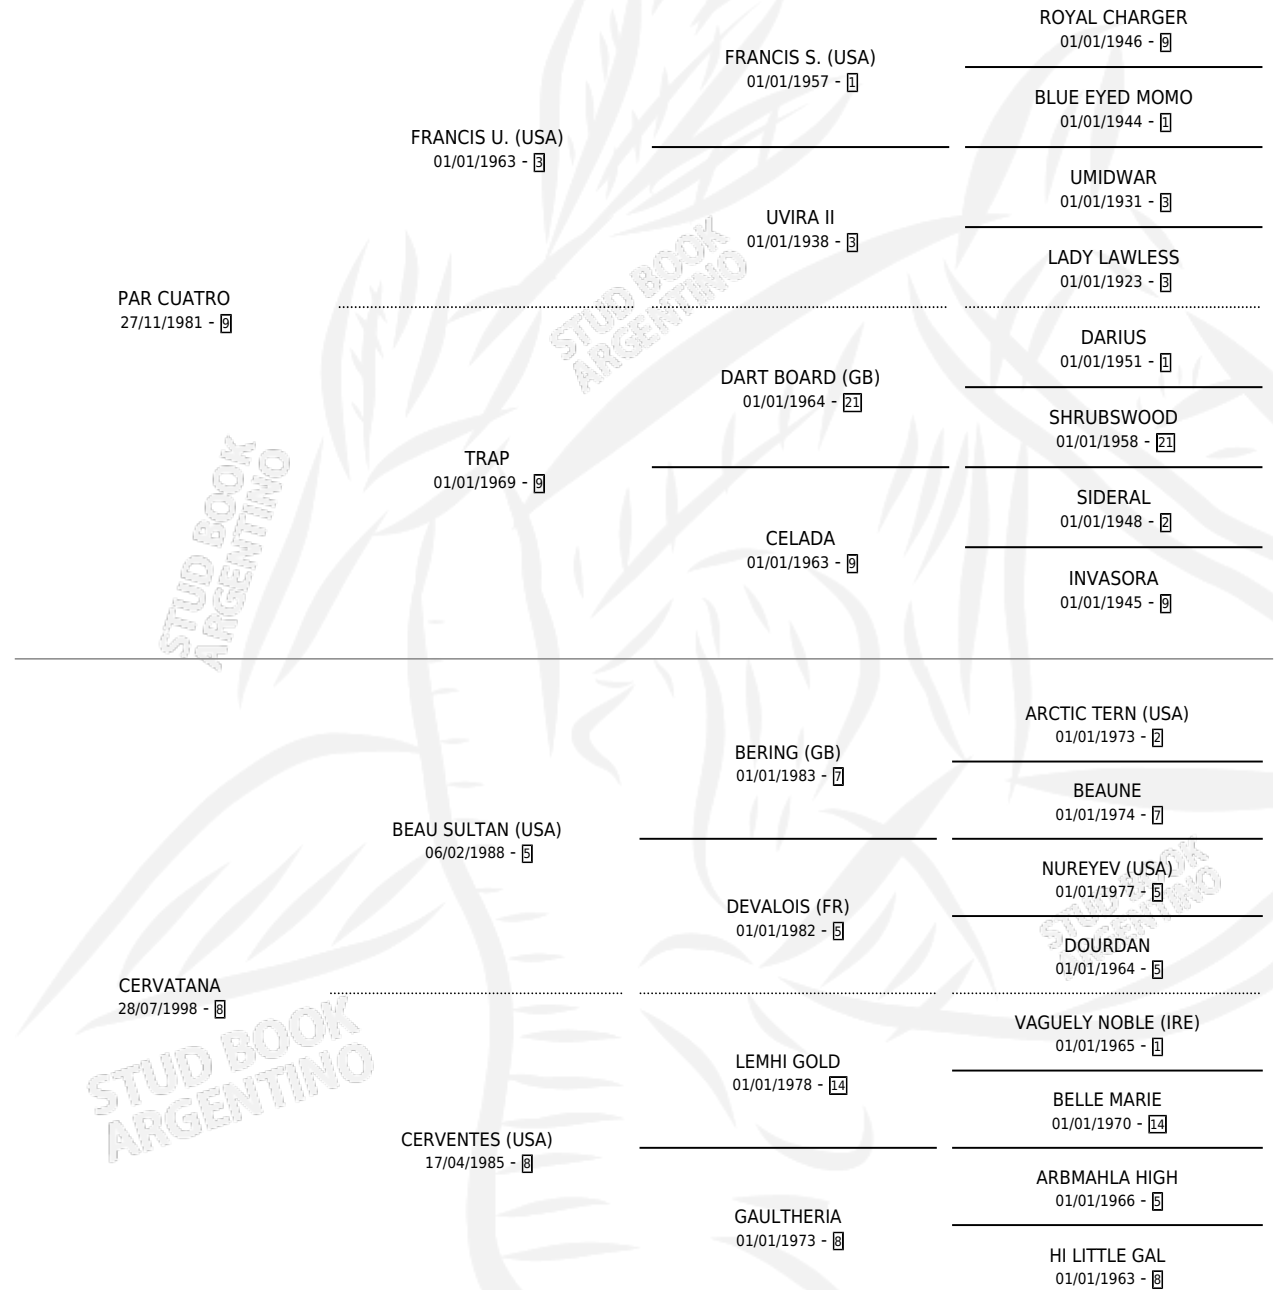 ROYAL CHARGER
01/01/1946 - 9
FRANCIS S. (USA)
01/01/1957 - 1
BLUE EYED MOMO
01/01/1944 - 1
FRANCIS U. (USA)
01/01/1963 - 3
UMIDWAR
01/01/1931 - 3
UVIRA II
01/01/1938 - 3
LADY LAWLESS
01/01/1923 - 3
PAR CUATRO
27/11/1981 - 9
DARIUS
01/01/1951 - 1
DART BOARD (GB)
01/01/1964 - 21
SHRUBSWOOD
01/01/1958 - 21
TRAP
01/01/1969 - 9
SIDERAL
01/01/1948 - 2
CELADA
01/01/1963 - 9
INVASORA
01/01/1945 - 9
STUD BOOK
ARGENTINO
STUD BOOK
ARGENTINO
ARCTIC TERN (USA)
01/01/1973 - 2
BERING (GB)
01/01/1983 - 7
BEAUNE
01/01/1974 - 7
BEAU SULTAN (USA)
06/02/1988 - 5
NUREYEV (USA)
01/01/1977 - 5
DEVALOIS (FR)
01/01/1982 - 5
DOURDAN
01/01/1964 - 5
CERVATANA
28/07/1998 - 8
VAGUELY NOBLE (IRE)
01/01/1965 - 1
LEMHI GOLD
01/01/1978 - 14
BELLE MARIE
01/01/1970 - 14
CERVENTES (USA)
17/04/1985 - 8
ARBMAHLA HIGH
01/01/1966 - 5
GAULTHERIA
01/01/1973 - 8
HI LITTLE GAL
01/01/1963 - 8
STUD BOOK
ARGENTINO
STUD BOOK
ARGENTINO